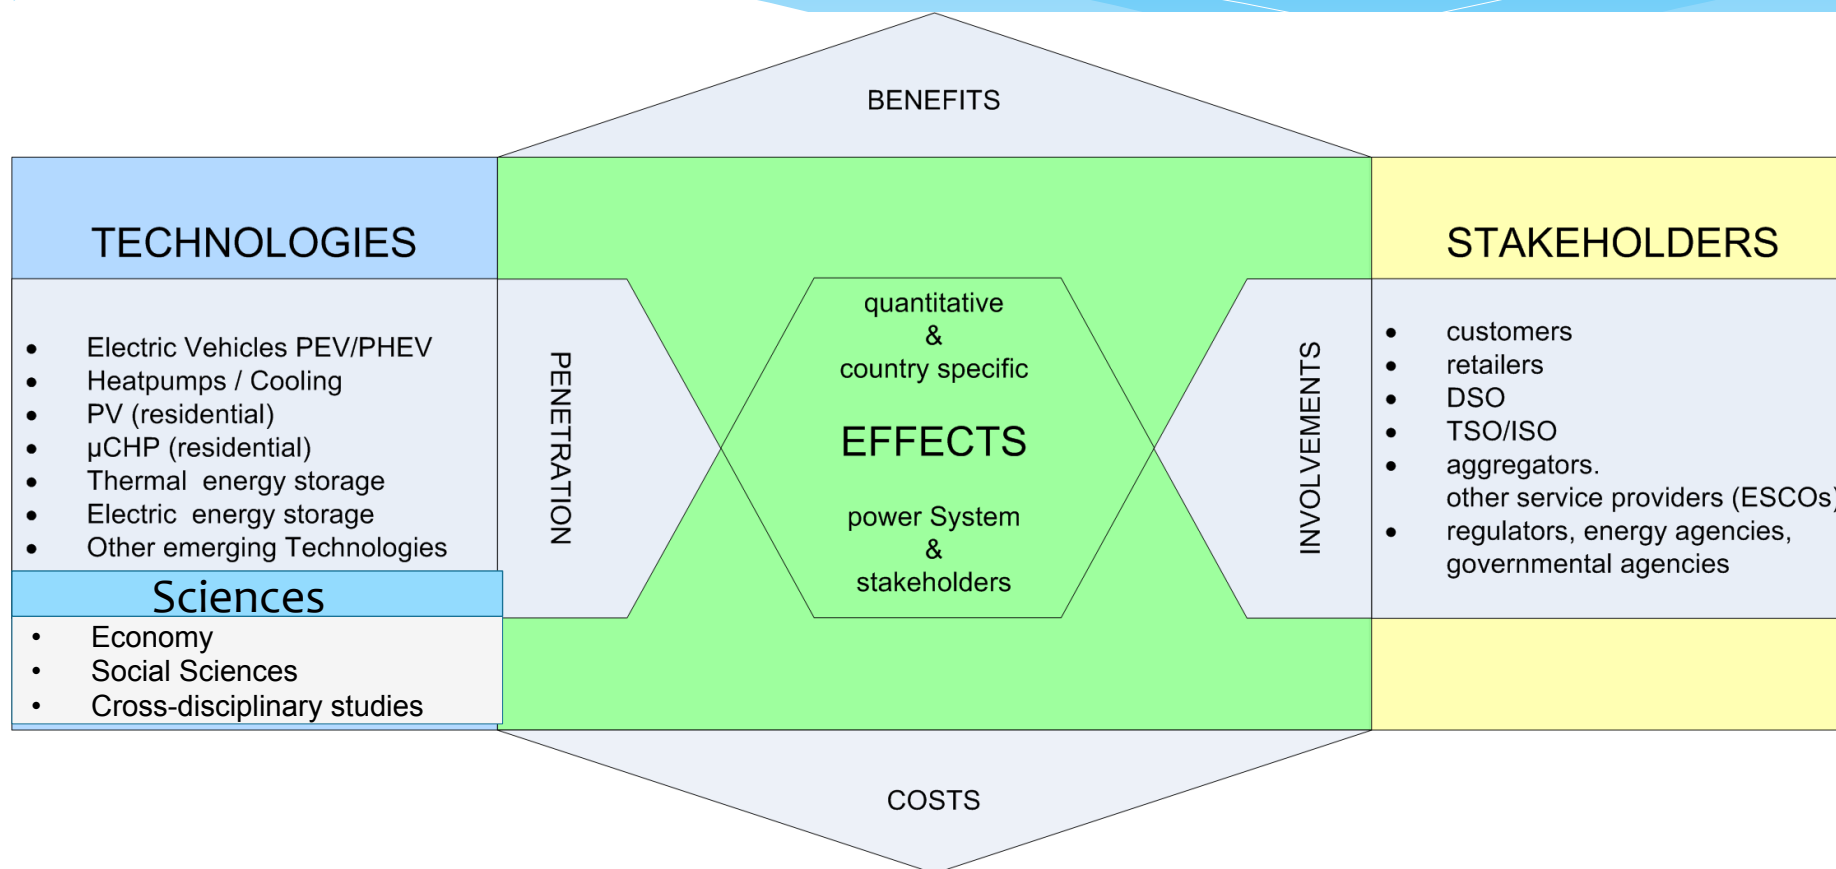 BENEFITS
TECHNOLOGIES
• Electric Vehicles PEV/PHEV
• Heatpumps / Cooling
• PV (residential)
• µCHP (residential)
• Thermal energy storage
• Electric energy storage
• Other emerging Technologies
Sciences
• Economy
• Social Sciences
• Cross-disciplinary studies
PENETRATION
quantitative
&
country specific
EFFECTS
power System
&
stakeholders
INVOLVEMENTS
STAKEHOLDERS
• customers
• retailers
• DSO
• TSO/ISO
• aggregators.
other service providers (ESCOs)
• regulators, energy agencies,
governmental agencies
COSTS